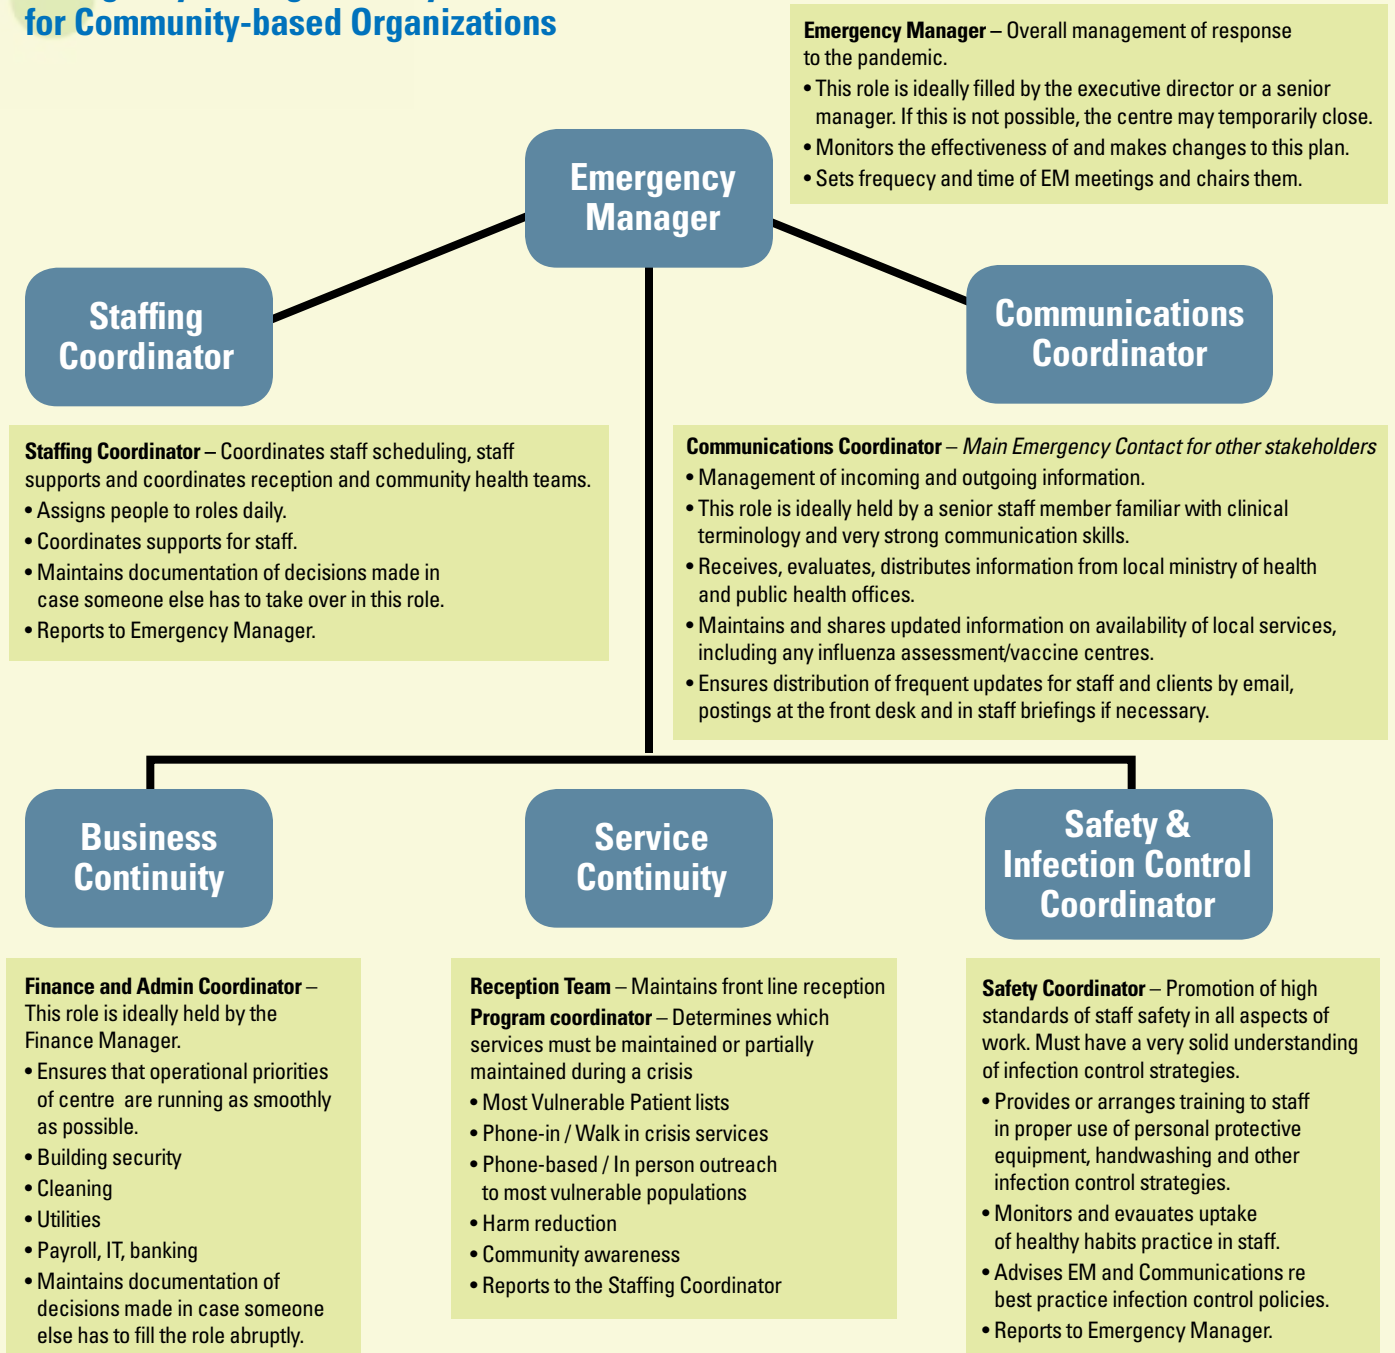 for Community-based Organizations
Emergency Manager – Overall management of response
to the pandemic.
• This role is ideally filled by the executive director or a senior
manager. If this is not possible, the centre may temporarily close.
• Monitors the effectiveness of and makes changes to this plan.
• Sets frequecy and time of EM meetings and chairs them.
Emergency
Manager
Staffing
Coordinator
Communications
Coordinator
Staffing Coordinator – Coordinates staff scheduling, staff
supports and coordinates reception and community health teams.
• Assigns people to roles daily.
• Coordinates supports for staff.
• Maintains documentation of decisions made in
case someone else has to take over in this role.
• Reports to Emergency Manager.
Communications Coordinator – Main Emergency Contact for other stakeholders
• Management of incoming and outgoing information.
• This role is ideally held by a senior staff member familiar with clinical
terminology and very strong communication skills.
• Receives, evaluates, distributes information from local ministry of health
and public health offices.
• Maintains and shares updated information on availability of local services,
including any influenza assessment/vaccine centres.
• Ensures distribution of frequent updates for staff and clients by email,
postings at the front desk and in staff briefings if necessary.
Business
Continuity
Service
Continuity
Safety &
Infection Control
Coordinator
Finance and Admin Coordinator –
This role is ideally held by the
Finance Manager.
• Ensures that operational priorities
of centre are running as smoothly
as possible.
• Building security
• Cleaning
• Utilities
• Payroll, IT, banking
• Maintains documentation of
decisions made in case someone
else has to fill the role abruptly.
Reception Team – Maintains front line reception
Program coordinator – Determines which
services must be maintained or partially
maintained during a crisis
• Most Vulnerable Patient lists
• Phone-in / Walk in crisis services
• Phone-based / In person outreach
to most vulnerable populations
• Harm reduction
• Community awareness
• Reports to the Staffing Coordinator
Safety Coordinator – Promotion of high
standards of staff safety in all aspects of
work. Must have a very solid understanding
of infection control strategies.
• Provides or arranges training to staff
in proper use of personal protective
equipment, handwashing and other
infection control strategies.
• Monitors and evauates uptake
of healthy habits practice in staff.
• Advises EM and Communications re
best practice infection control policies.
• Reports to Emergency Manager.